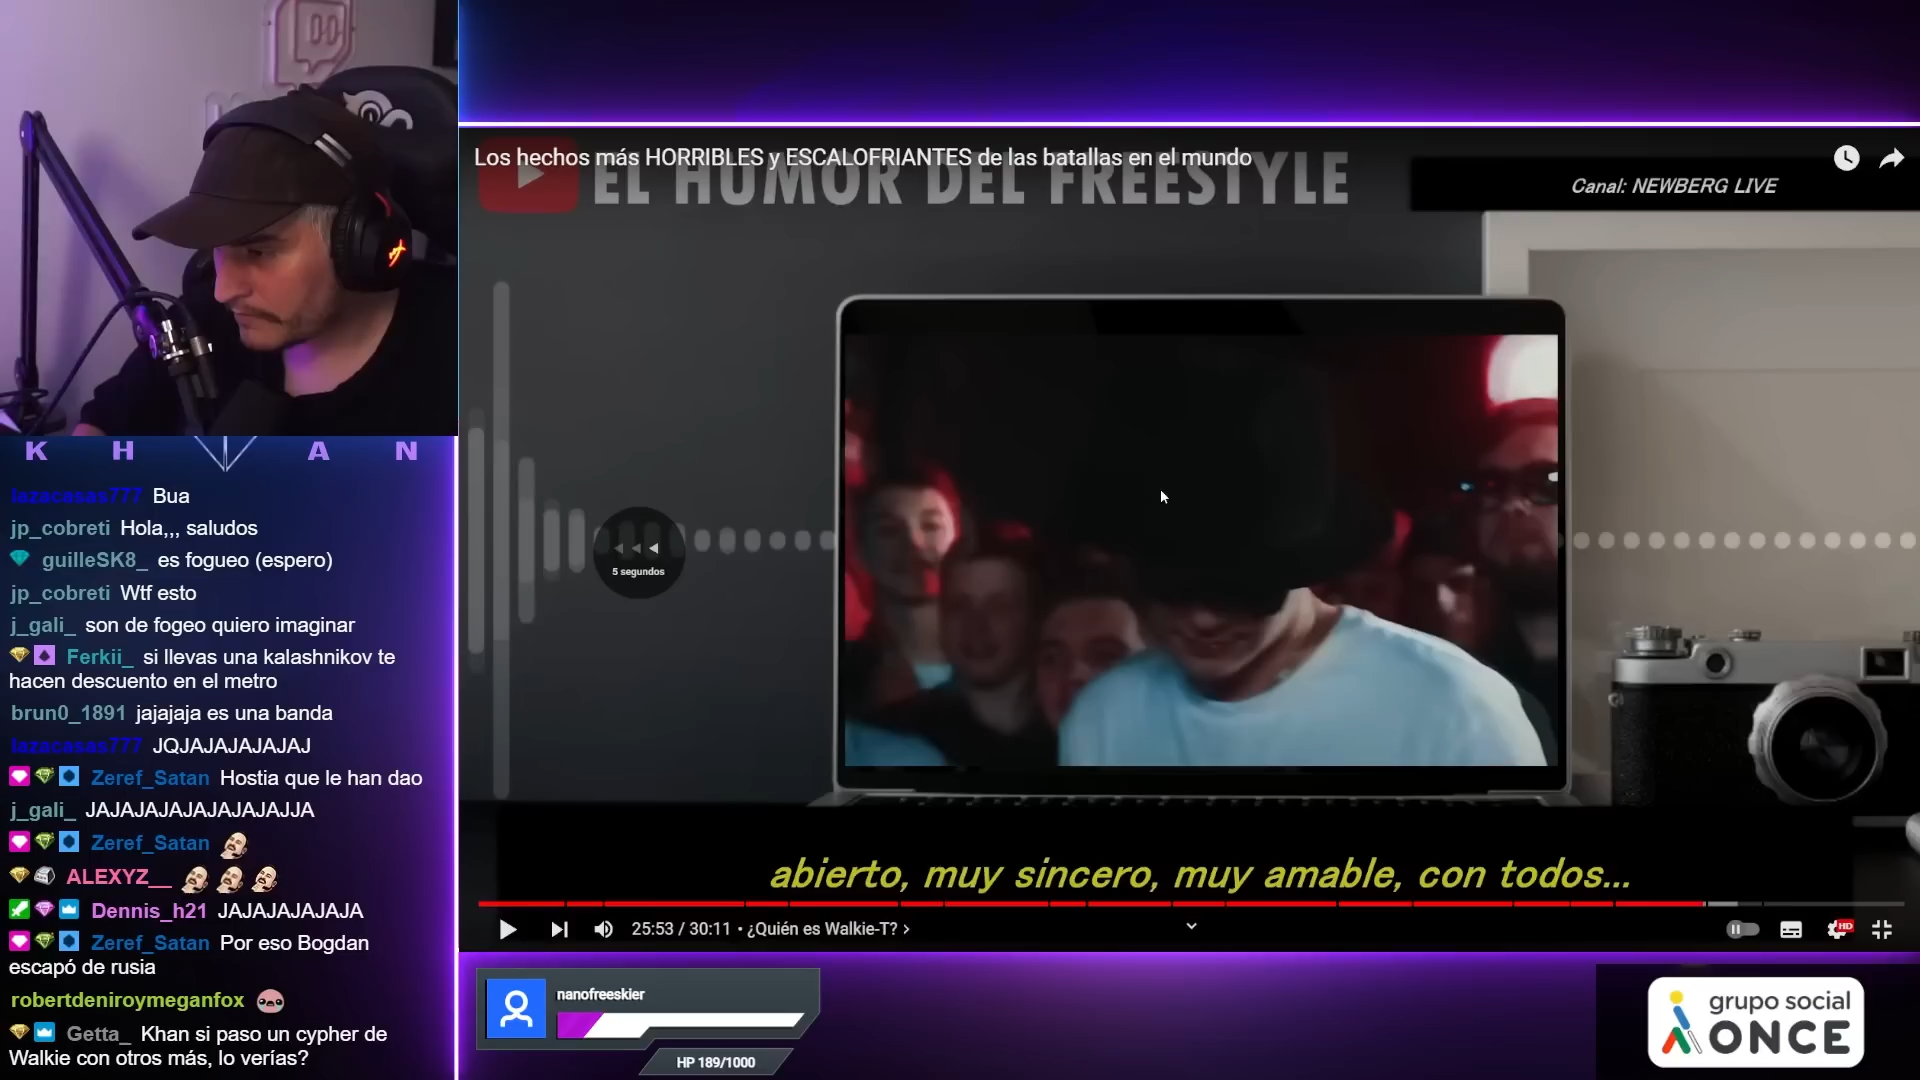 K H A N
lazacasas777 Bua
jp_cobreti Hola,,, saludos
guilleSK8_ es fogueo (espero)
jp_cobreti Wtf esto
j_gali_ son de fogeo quiero imaginar
Ferkii_ si llevas una kalashnikov te
hacen descuento en el metro
brun0_1891 jajajaja es una banda
lazacasas777 JQJAJAJAJAJAJ
Zeref_Satan Hostia que le han dao
j_gali_ JAJAJAJAJAJAJAJAJJA
Zeref_Satan
ALEXYZ__
Dennis_h21 JAJAJAJAJAJA
Zeref_Satan Por eso Bogdan
escapó de rusia
robertdeniroymeganfox
Getta_ Khan si paso un cypher de
Walkie con otros más, lo verías?
Los hechos más HORRIBLES y ESCALOFRIANTES de las batallas en el mundo
EL HUMOR DEL FREESTYLE
Canal: NEWBERG LIVE
5 segundos
abierto, muy sincero, muy amable, con todos...
25:53 / 30:11 • ¿Quién es Walkie-T? >
HD
nanofreeskier
HP 189/1000
grupo social
ONCE